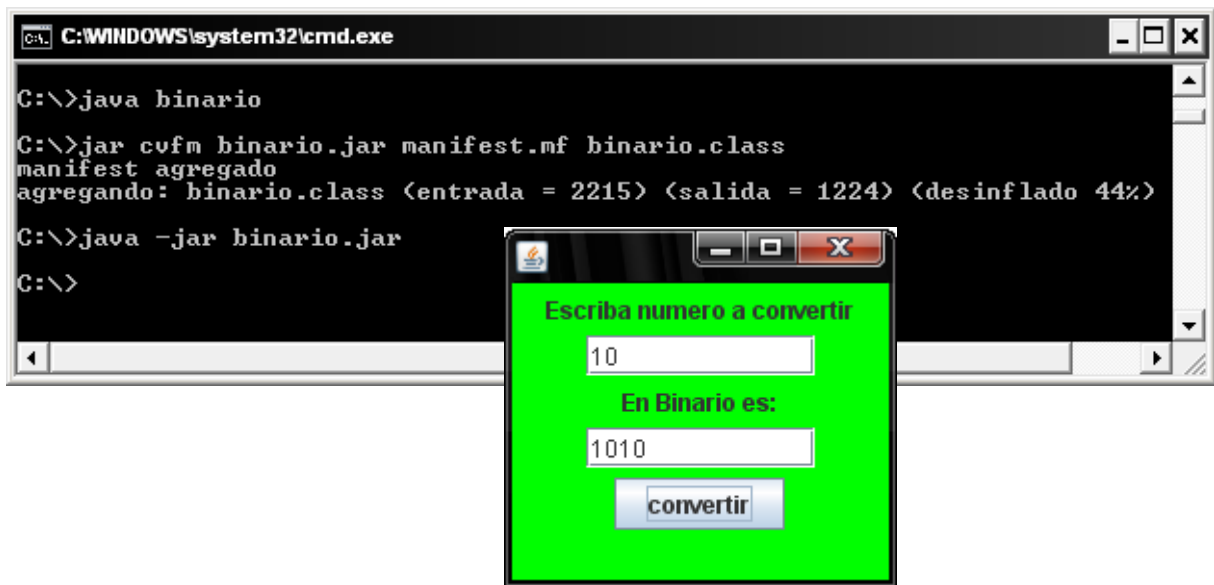 C:\WINDOWS\system32\cmd.exe
C:\>java binario
C:\>jar cvfm binario.jar manifest.mf binario.class
manifest agregado
agregando: binario.class (entrada = 2215) (salida = 1224) (desinflado 44%)
C:\>java -jar binario.jar
C:\>
Escriba numero a convertir
10
En Binario es:
1010
convertir